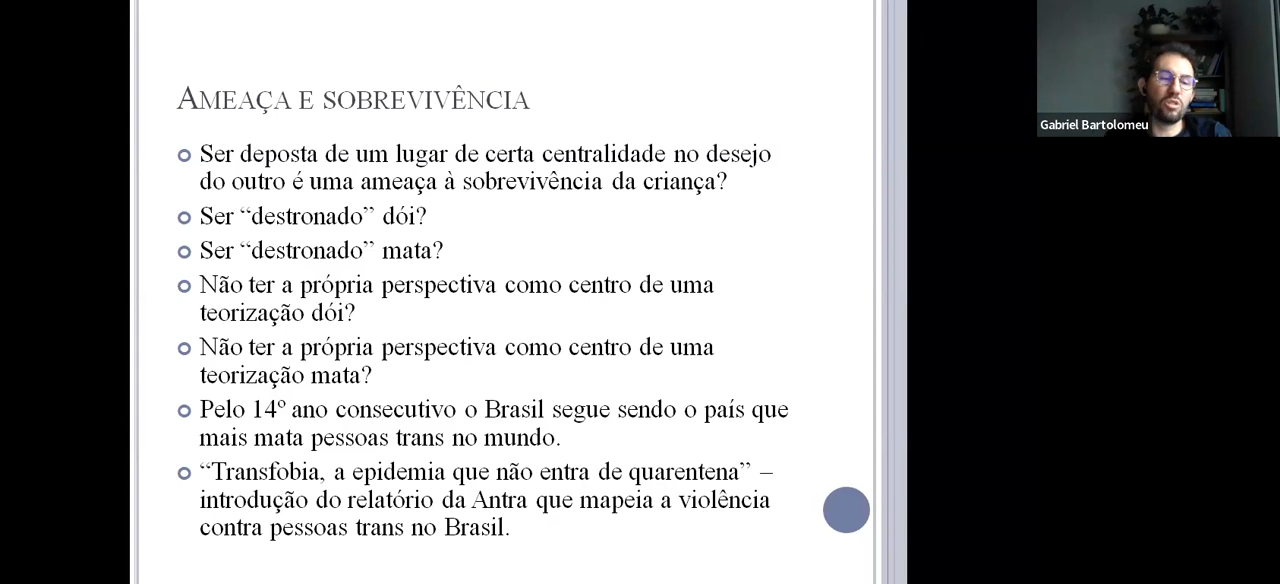 AMEAÇA E SOBREVIVÊNCIA
Ser deposta de um lugar de certa centralidade no desejo
do outro é uma ameaça à sobrevivência da criança?
Ser “destronado” dói?
Ser “destronado” mata?
Não ter a própria perspectiva como centro de uma
teorização dói?
Não ter a própria perspectiva como centro de uma
teorização mata?
Pelo 14º ano consecutivo o Brasil segue sendo o país que
mais mata pessoas trans no mundo.
“Transfobia, a epidemia que não entra de quarentena” –
introdução do relatório da Antra que mapeia a violência
contra pessoas trans no Brasil.
Gabriel Bartolomeu